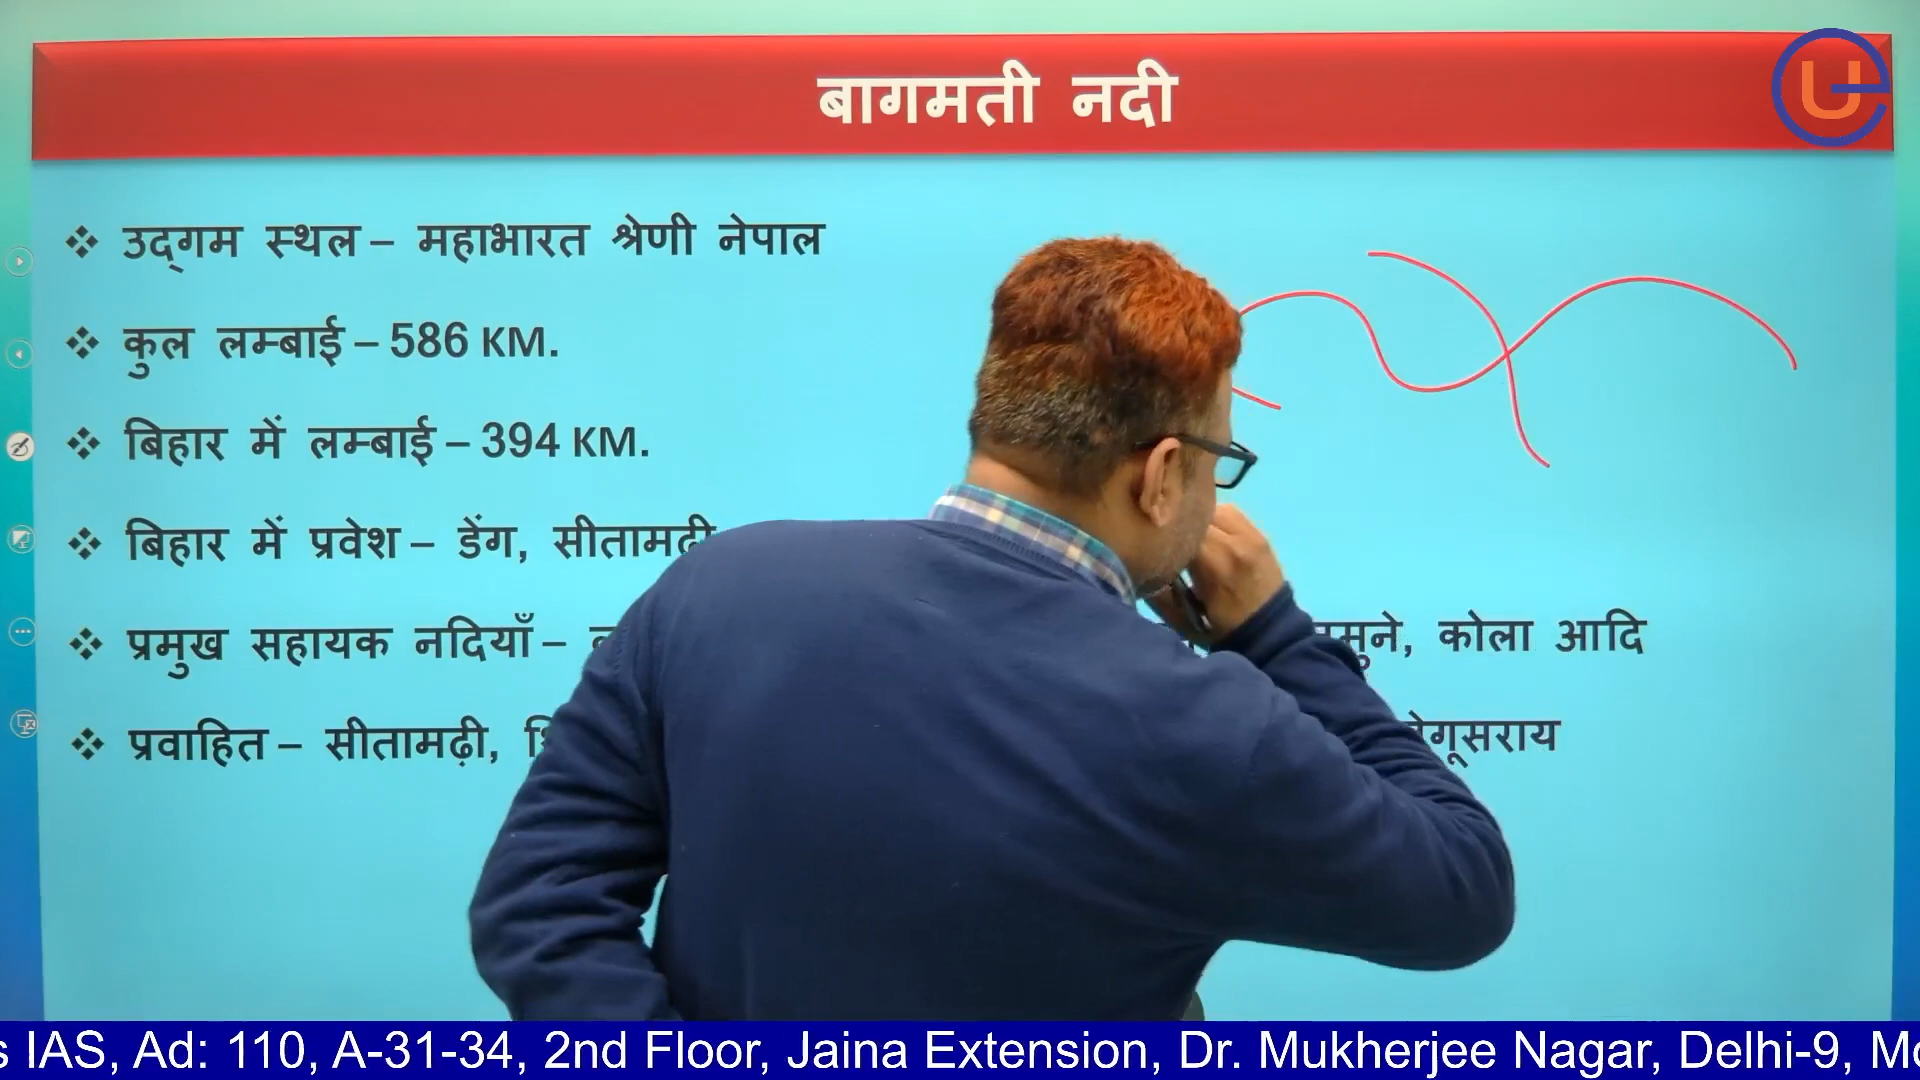 बागमती नदी
उद्‌गम स्थल – महाभारत श्रेणी नेपाल
कुल लम्बाई – 586 KM.
बिहार में लम्बाई – 394 KM.
बिहार में प्रवेश – डेंग, सीतामढ़ी
प्रमुख सहायक नदियाँ – कोला आदि
प्रवाहित – सीतामढ़ी,
IAS, Ad: 110, A-31-34, 2nd Floor, Jaina Extension, Dr. Mukherjee Nagar, Delhi-9,